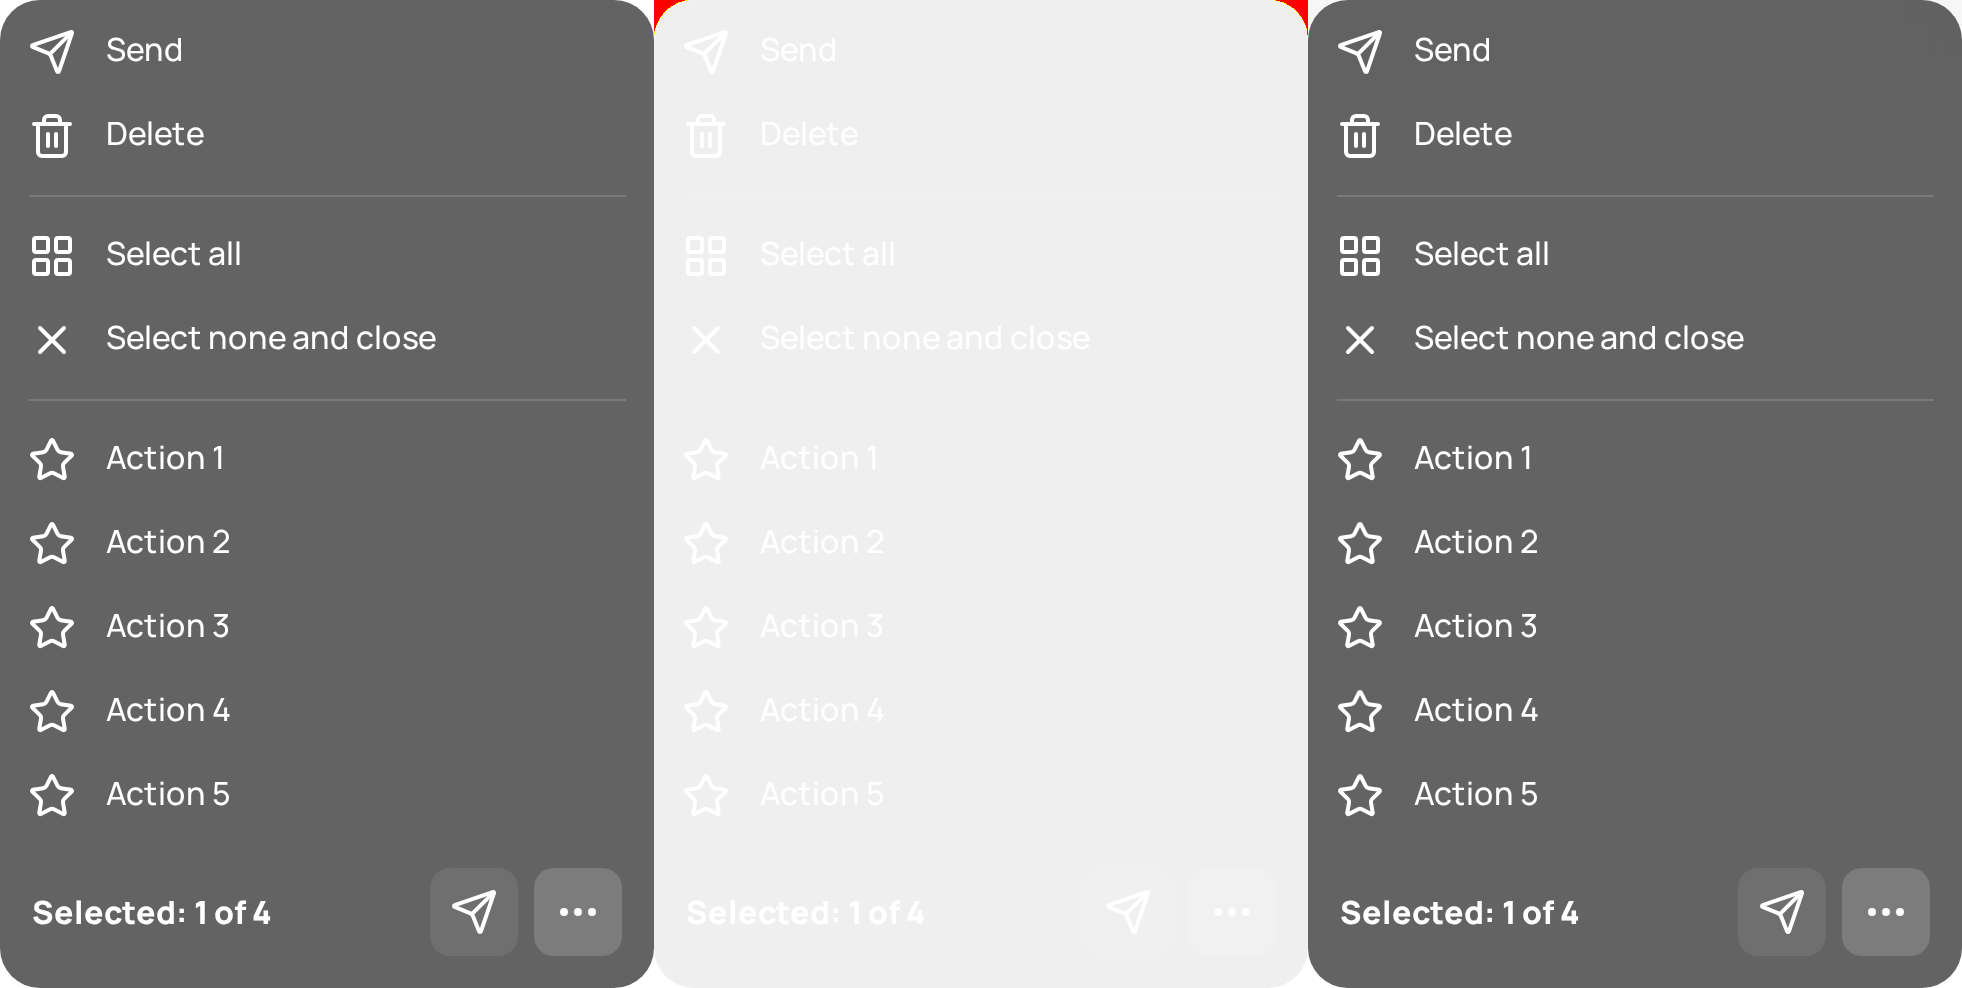 Send
Delete
Select all
Select none and close
Action 1
Action 2
Action 3
Action 4
Action 5
Selected: 1 of 4
Send
Delete
Select all
Select none and close
Action 1
Action 2
Action 3
Action 4
Action 5
Selected: 1 of 4
Send
Delete
Select all
Select none and close
Action 1
Action 2
Action 3
Action 4
Action 5
Selected: 1 of 4